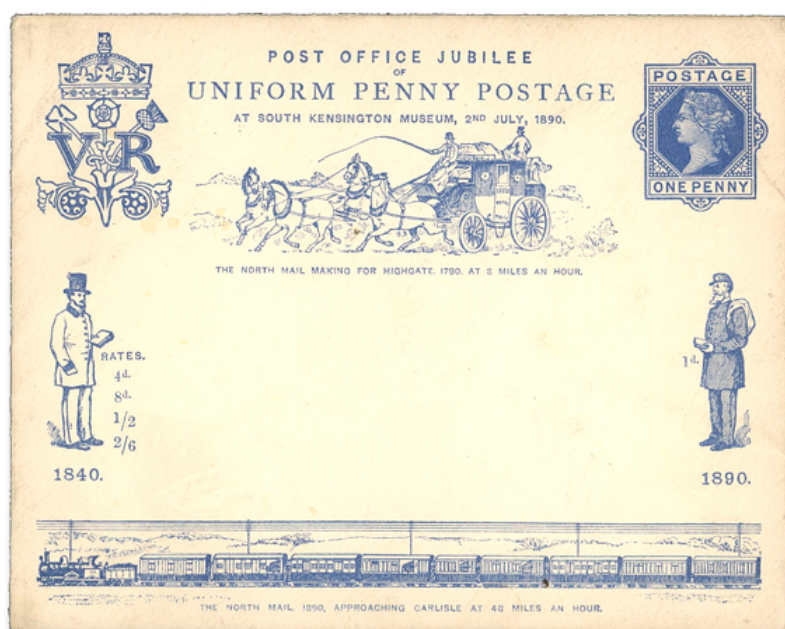 POST OFFICE JUBILEE
OF
UNIFORM PENNY POSTAGE
AT SOUTH KENSINGTON MUSEUM, 2ND JULY, 1890.
V R
POSTAGE
ONE PENNY
THE NORTH MAIL MAKING FOR HIGHGATE. 1790. AT 8 MILES AN HOUR.
RATES.
4d.
8d.
1/2
2/6
1840.
1d.
1890.
THE NORTH MAIL, 1890, APPROACHING CARLISLE AT 48 MILES AN HOUR.